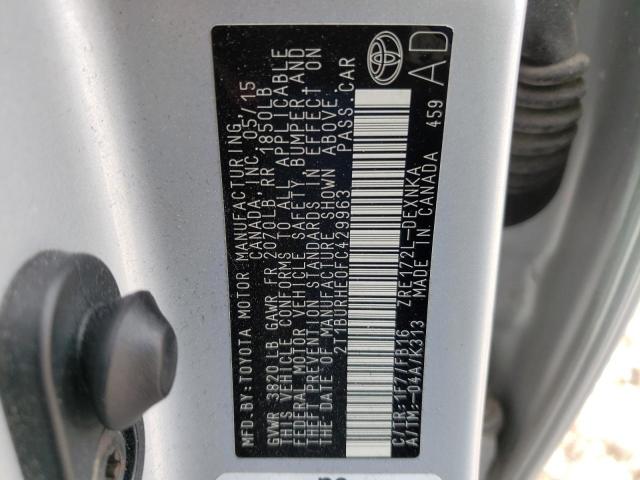 MFD BY:TOYOTA MOTOR MANUFACTURING,
CANADA, INC. 05/15
GVWR 3820LB GAWR FR 2070LB, RR 1850LB
THIS VEHICLE CONFORMS TO ALL APPLICABLE
FEDERAL MOTOR VEHICLE SAFETY, BUMPER, AND
THEFT PREVENTION STANDARDS IN EFFECT ON
THE DATE OF MANUFACTURE SHOWN ABOVE.
2T1BURHE0FC429963 PASS.CAR
C/TR:1F7/FB16 ZRE172L-DEXNKA
A/TM:-04A/K313 MADE IN CANADA 459
AD